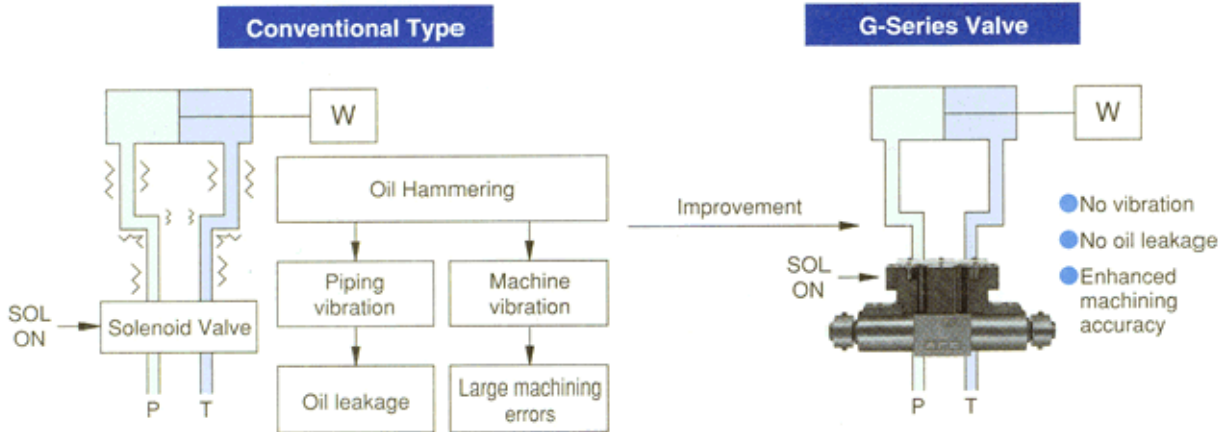 Conventional Type
W
Oil Hammering
Piping
vibration
Machine
vibration
SOL
ON
Solenoid Valve
Oil leakage
Large machining
errors
P
T
Improvement
G-Series Valve
W
SOL
ON
No vibration
No oil leakage
Enhanced
machining
accuracy
P
T